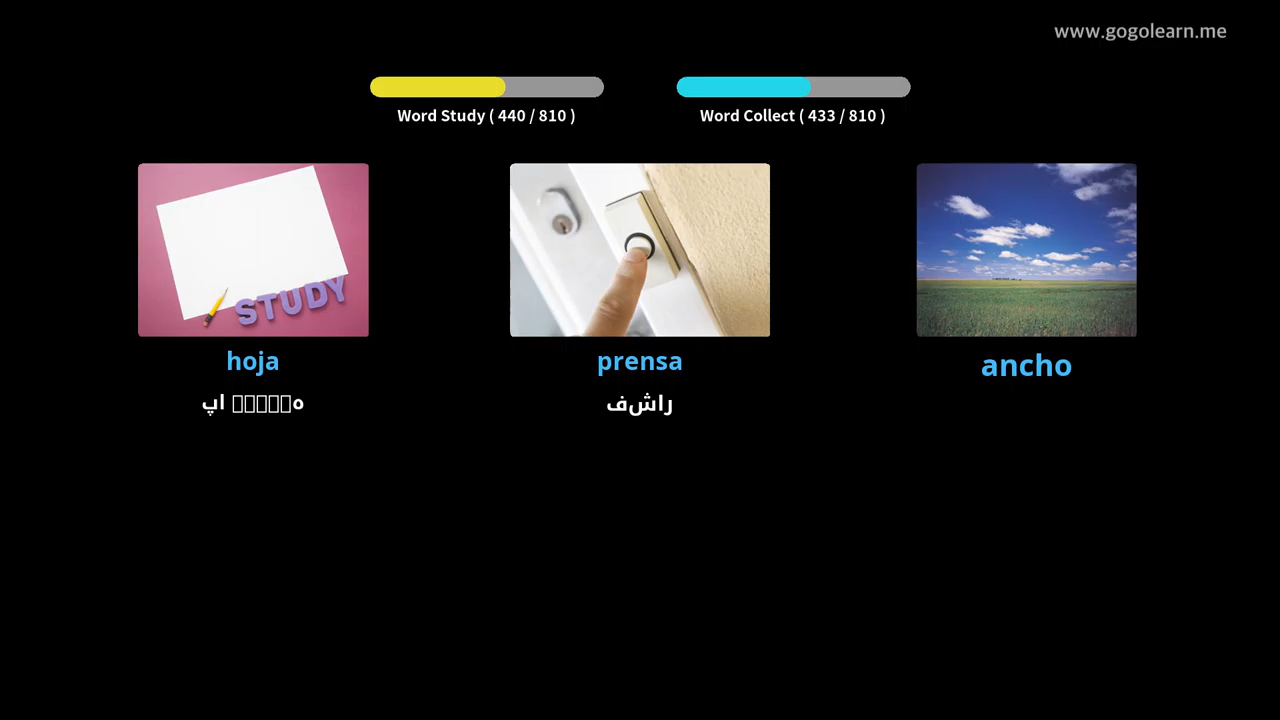 www.gogolearn.me
Word Study ( 440 / 810 )
Word Collect ( 433 / 810 )
STUDY
hoja
prensa
ancho
راشف